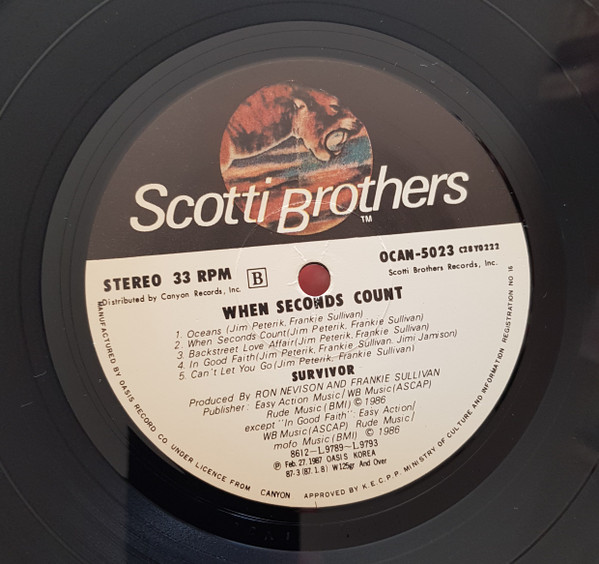 Scotti Brothers
TM
OCAN-5023 C28Y0222
Scotti Brothers Records, Inc.
STEREO 33 RPM B
Distributed by Canyon Records, Inc.
WHEN SECONDS COUNT
1. Oceans (Jim Peterik, Frankie Sullivan)
2. When Seconds Count(Jim Peterik, Frankie Sullivan)
3. Backstreet Love Affair(Jim Peterik, Frankie Sullivan)
4. In Good Faith(Jim Peterik, Frankie Sullivan. Jimi Jamison)
5. Can't Let You Go(Jim Peterik, Frankie Sullivan)
SURVIVOR
Produced By RON NEVISON AND FRANKIE SULLIVAN
Publisher: Easy Action Music/ WB Music(ASCAP)
Rude Music(BMI) © 1986
except "In Good Faith" Easy Action/
WB Music(ASCAP) Rude Music/
mofo Music(BMI) © 1986
8612-L.9789~L.9793
℗ Feb. 27. 1987 OASIS KOREA
87-3 (87. 1. 8) W125gr And Over
MANUFACTURED BY OASIS RECORD CO UNDER LICENCE FROM CANYON APPROVED BY K.E.C.P.P. MINISTRY OF CULTURE AND INFORMATION REGISTRATION NO 16